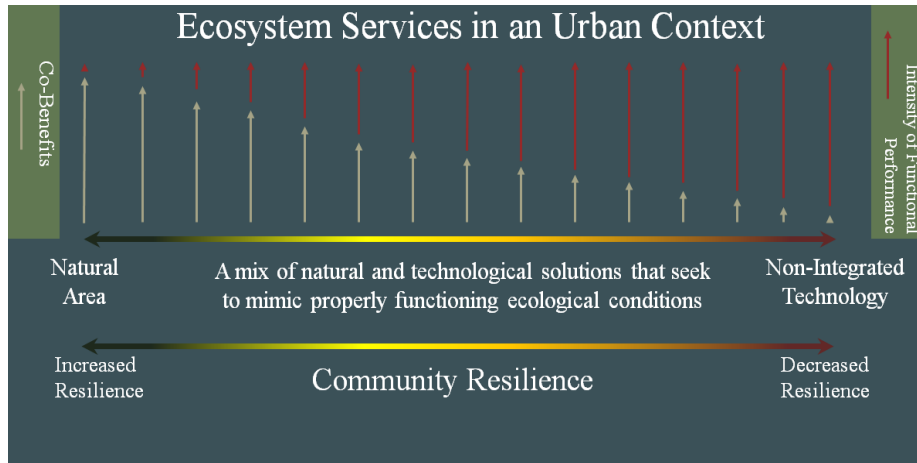 Ecosystem Services in an Urban Context
Co-Benefits
Intensity of Functional
Performance
Natural
Area
A mix of natural and technological solutions that seek
to mimic properly functioning ecological conditions
Non-Integrated
Technology
Increased
Resilience
Community Resilience
Decreased
Resilience